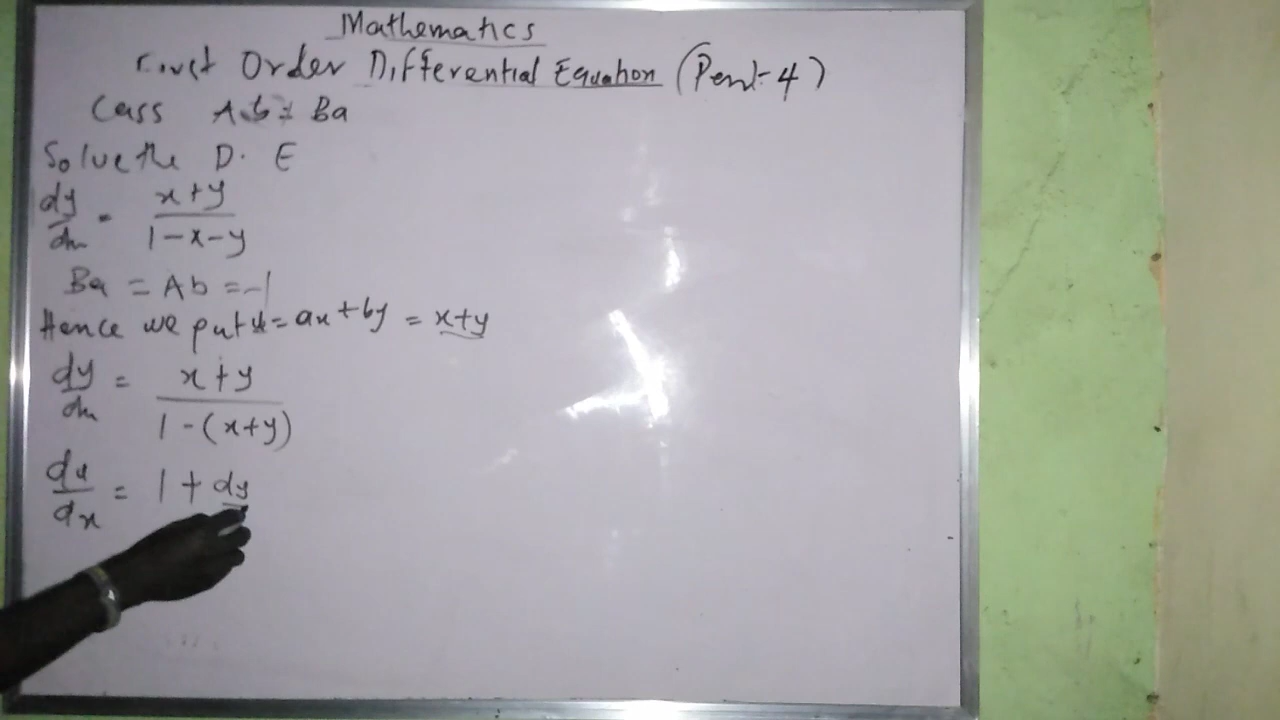 Mathematics
First Order Differential Equation (Part-4)
Case Ab = Ba
Solve the D. E
dy/dx = x+y / 1-x-y
Ba = Ab = -1
Hence we put u = ax+by = x+y
dy/dx = x+y / 1-(x+y)
du/dx = 1 + dy